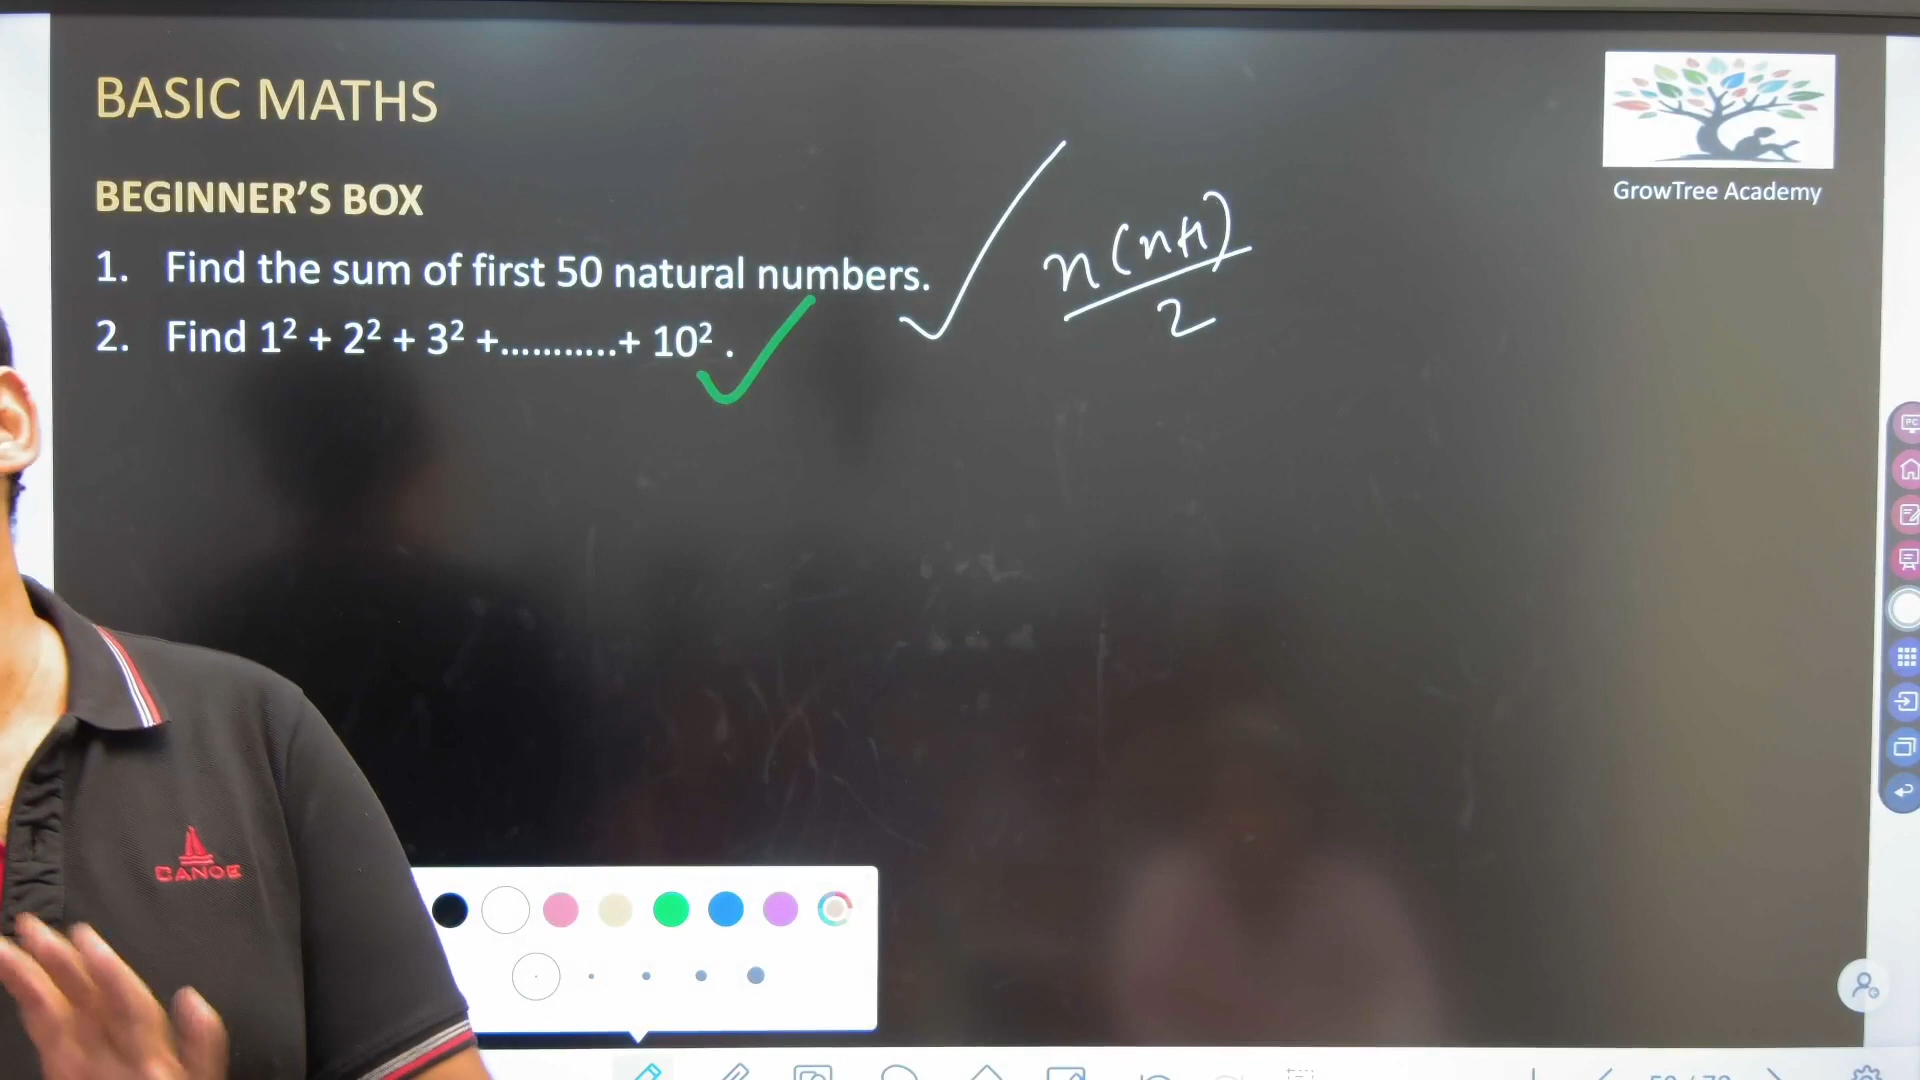 BASIC MATHS
GrowTree Academy
BEGINNER'S BOX
1. Find the sum of first 50 natural numbers.
n(n+1)
2
2. Find 1² + 2² + 3² +...........+ 10² .
CANOE
PC